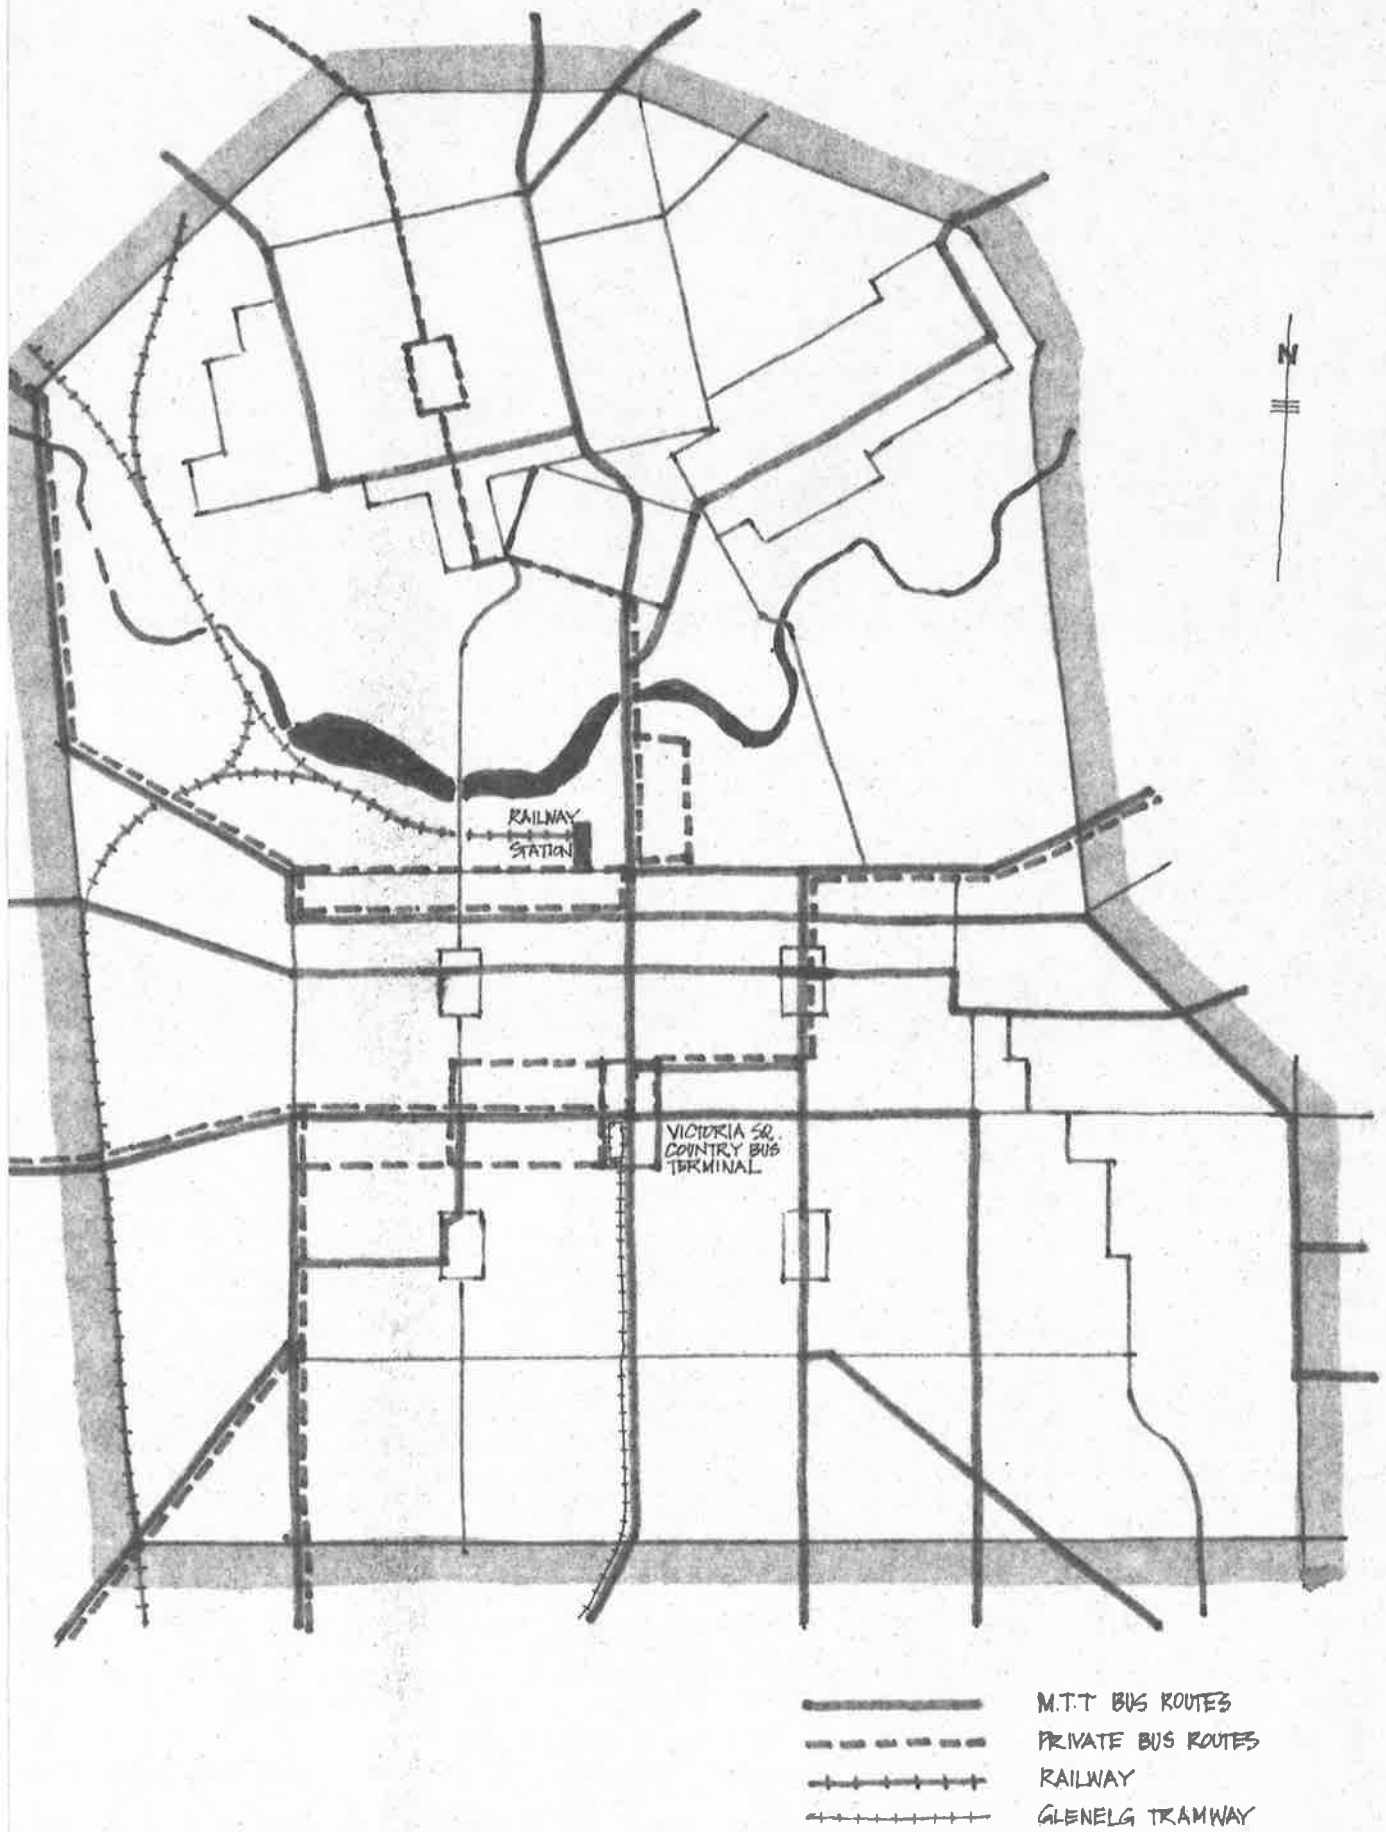 N
RAILWAY
STATION
VICTORIA SQ.
COUNTRY BUS
TERMINAL
M.T.T BUS ROUTES
PRIVATE BUS ROUTES
RAILWAY
GLENELG TRAMWAY